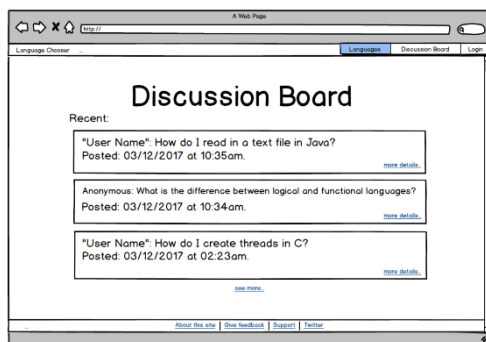 A Web Page
http://
Language Chooser ... Languages Discussion Board Login
Discussion Board
Recent:
"User Name": How do I read in a text file in Java?
Posted: 03/12/2017 at 10:35am.
more details..
Anonymous: What is the difference between logical and functional languages?
Posted: 03/12/2017 at 10:34am.
more details..
"User Name": How do I create threads in C?
Posted: 03/12/2017 at 02:23am.
more details..
see more..
... About this site | Give feedback | Support | Twitter